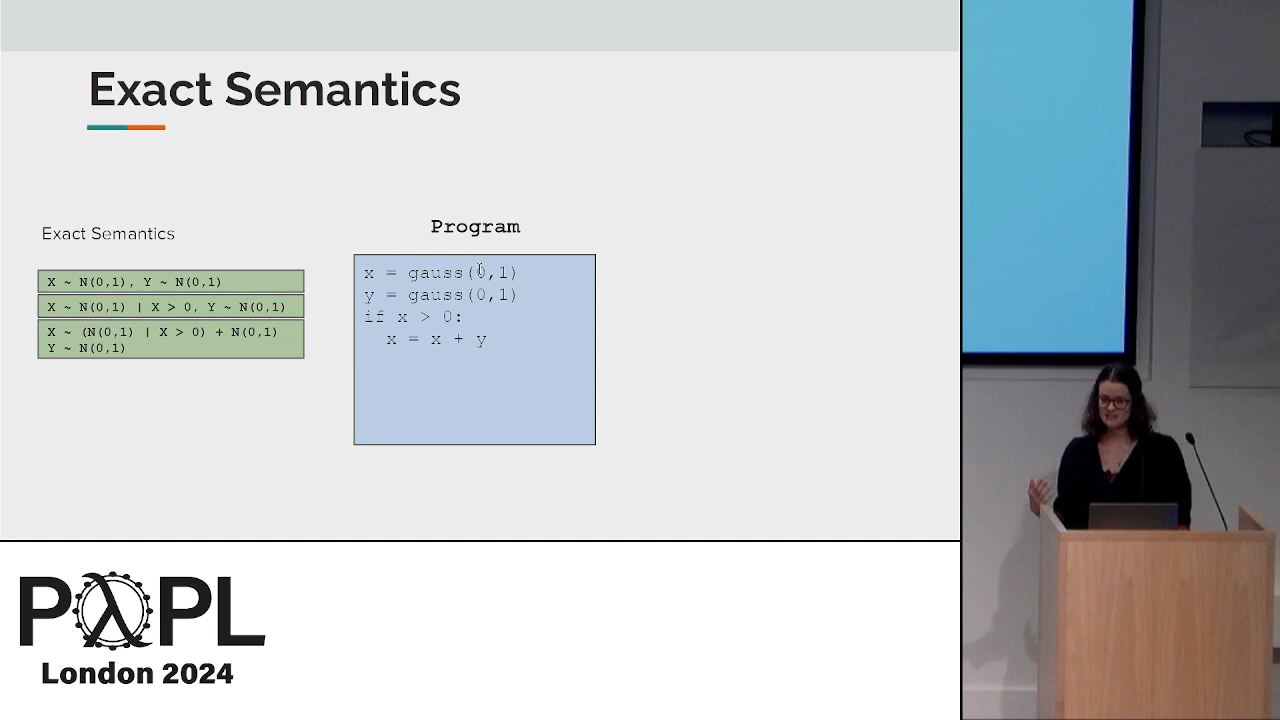 Exact Semantics
Exact Semantics
X ~ N(0,1), Y ~ N(0,1)
X ~ N(0,1) | X > 0, Y ~ N(0,1)
X ~ (N(0,1) | X > 0) + N(0,1)
Y ~ N(0,1)
Program
x = gauss(0,1)
y = gauss(0,1)
if x > 0:
  x = x + y
PλPL
London 2024